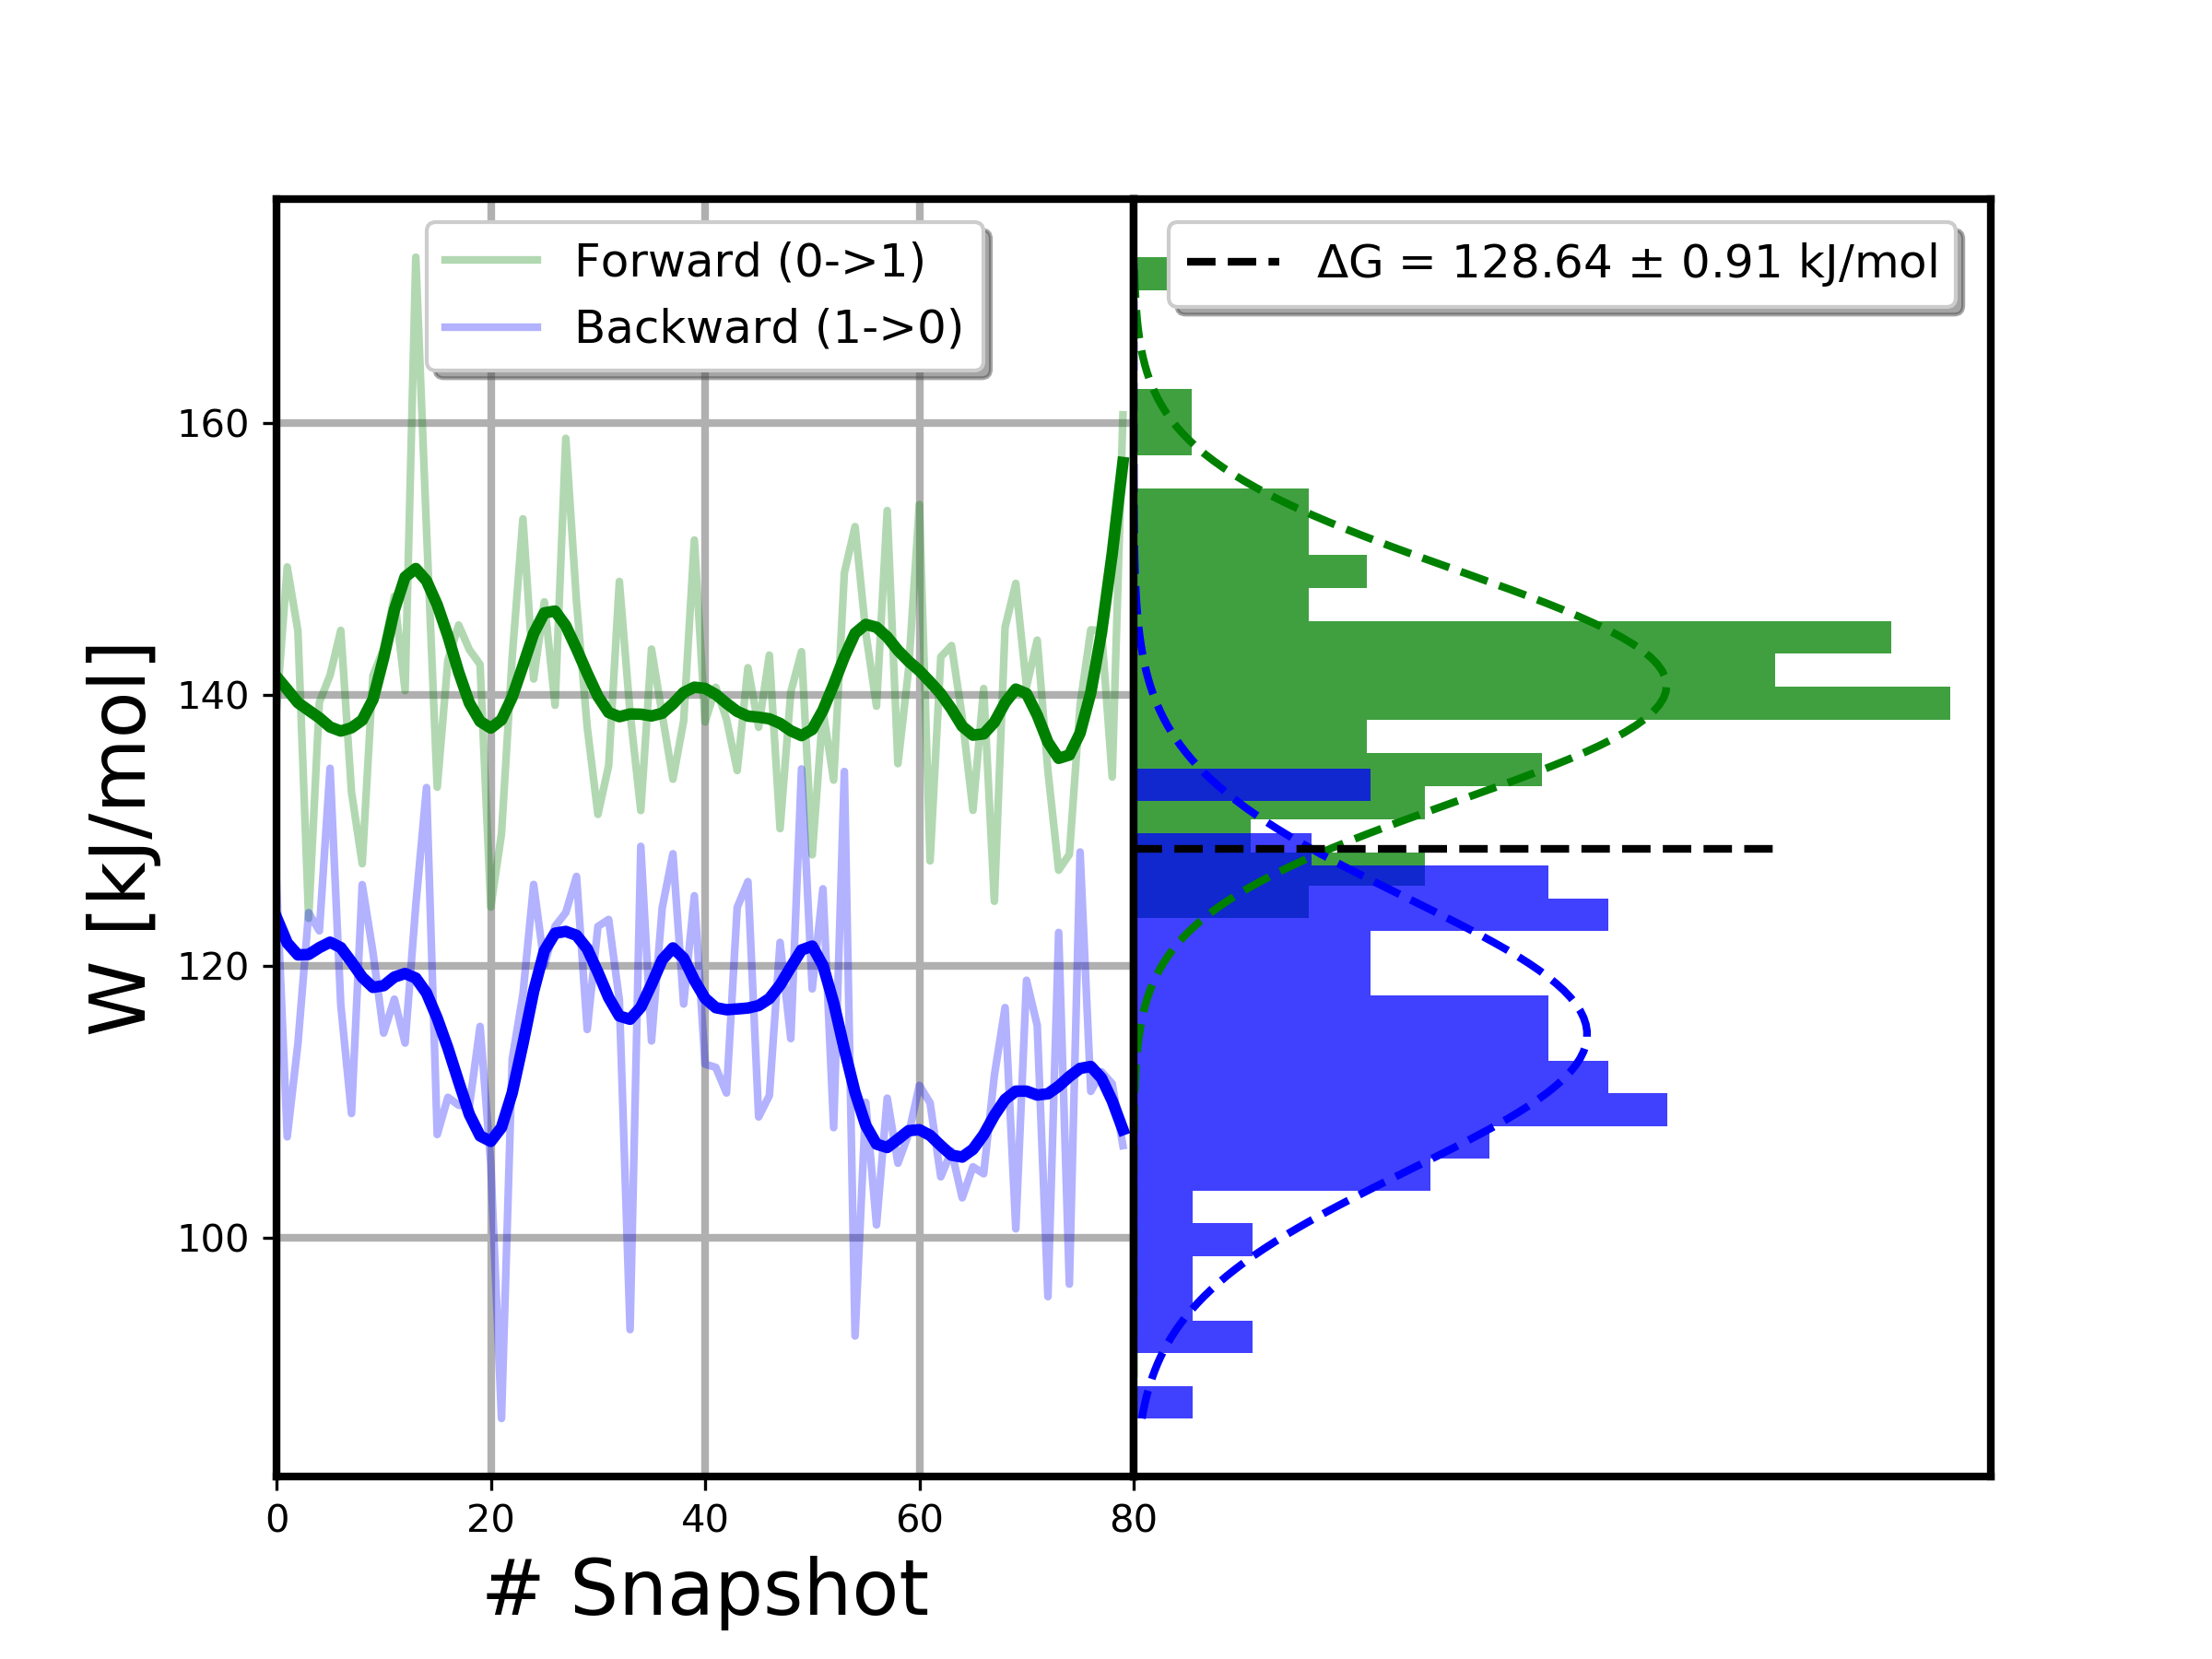 Forward (0->1)
Backward (1->0)
ΔG = 128.64 ± 0.91 kJ/mol
160
140
120
100
W [kJ/mol]
0
20
40
60
80
# Snapshot